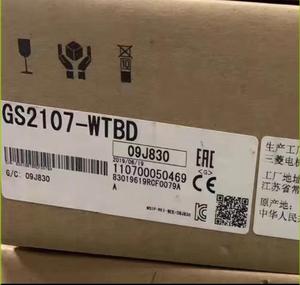 GS2107-WTBD
09J830
2019/06/19
110700050469
83019619RCF0079A
G/C: 09J830
A
EAC
<G>
生产工厂
三菱电机
工厂地址
江苏省常
原产地:
中华人民